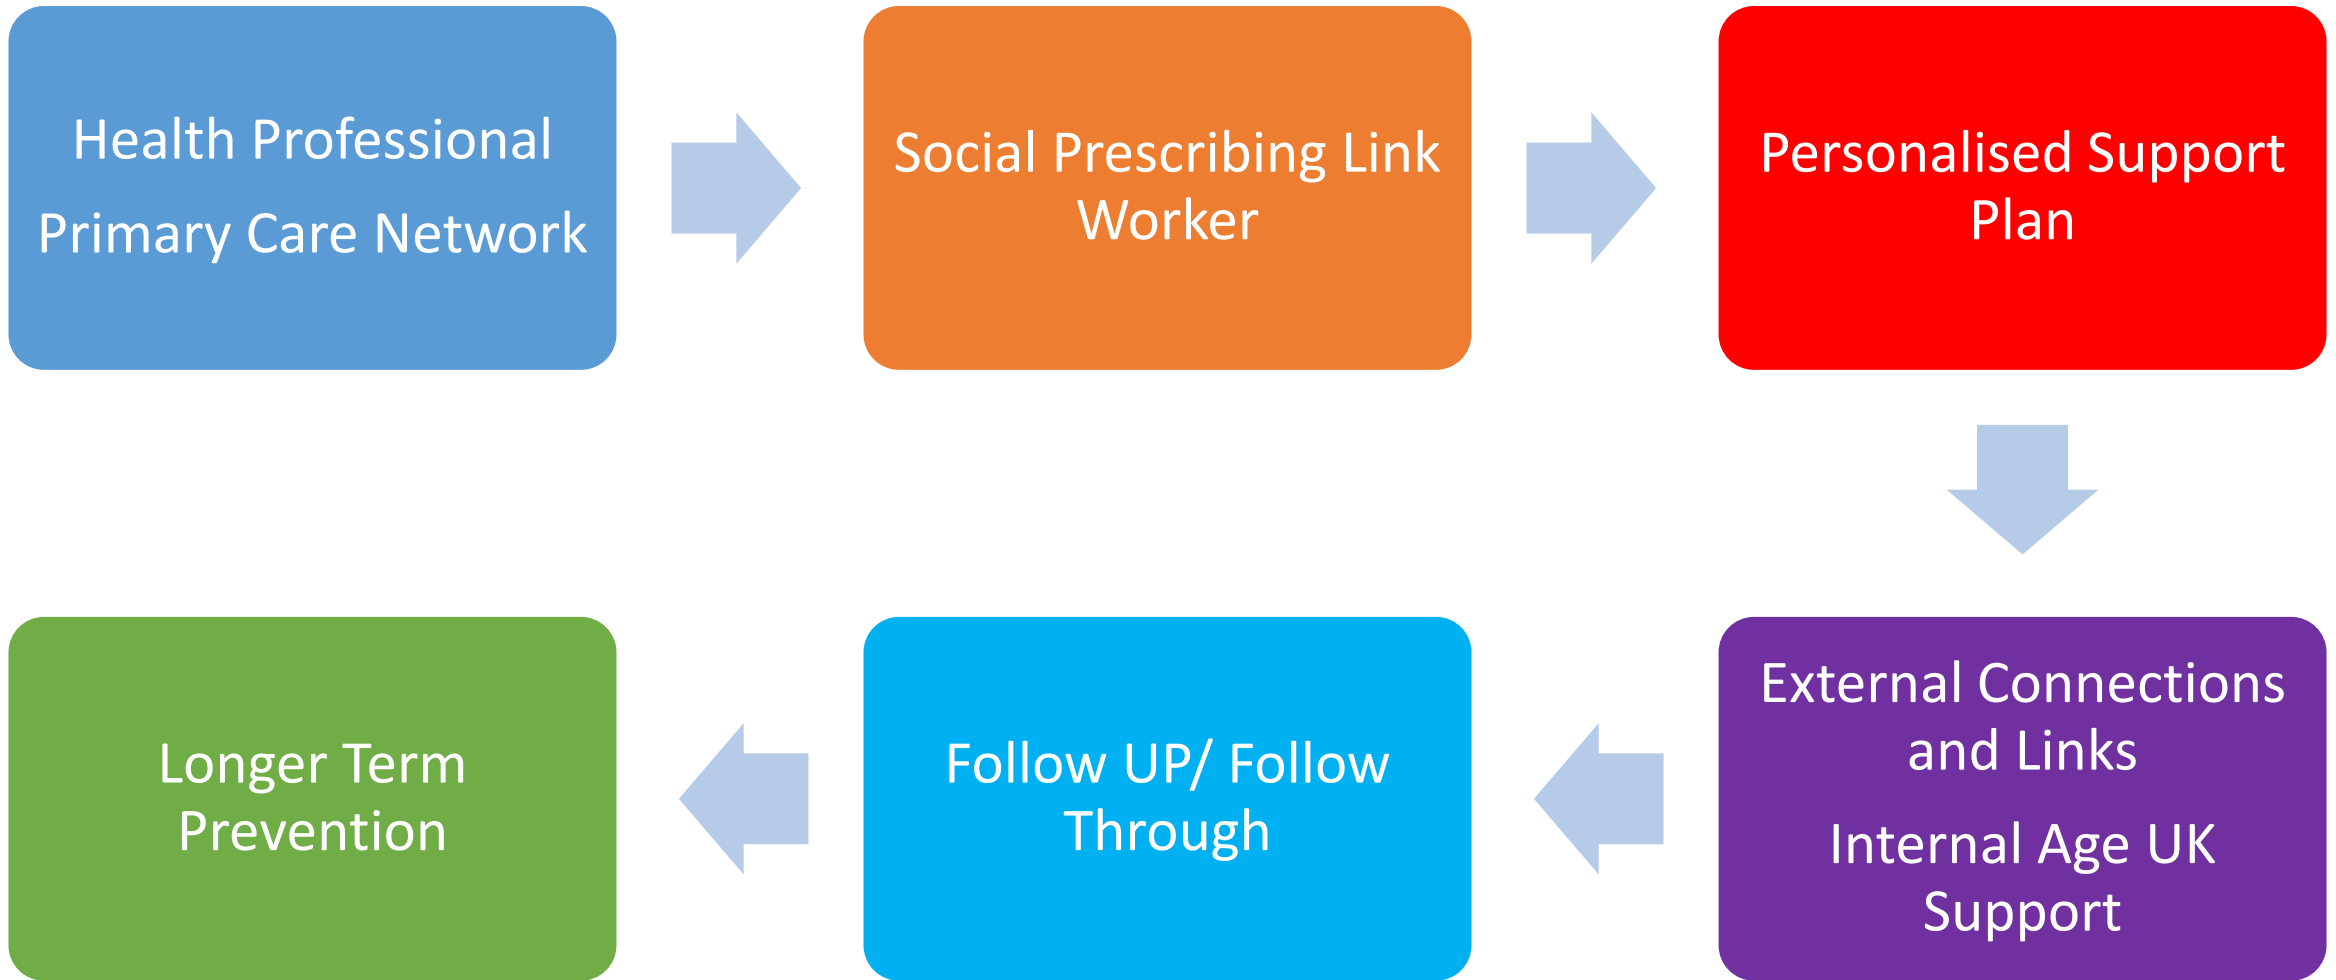 Health Professional
Primary Care Network
Social Prescribing Link
Worker
Personalised Support
Plan
External Connections
and Links
Internal Age UK
Support
Follow UP/ Follow
Through
Longer Term
Prevention